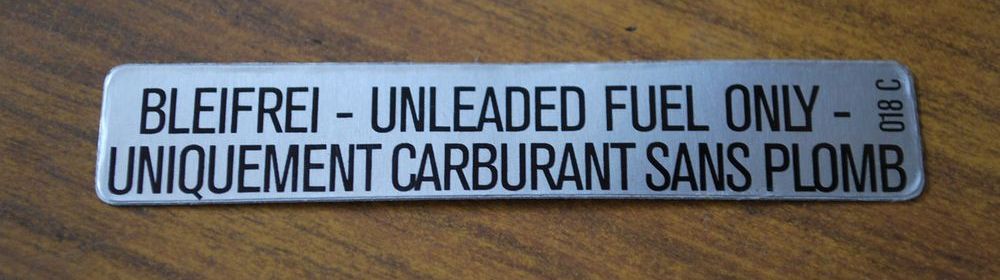 BLEIFREI - UNLEADED FUEL ONLY -
UNIQUEMENT CARBURANT SANS PLOMB
018 C